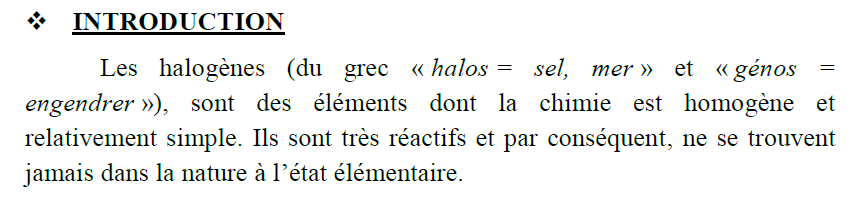 ❖ INTRODUCTION
Les halogènes (du grec « halos = sel, mer » et « génos =
engendrer »), sont des éléments dont la chimie est homogène et
relativement simple. Ils sont très réactifs et par conséquent, ne se trouvent
jamais dans la nature à l’état élémentaire.